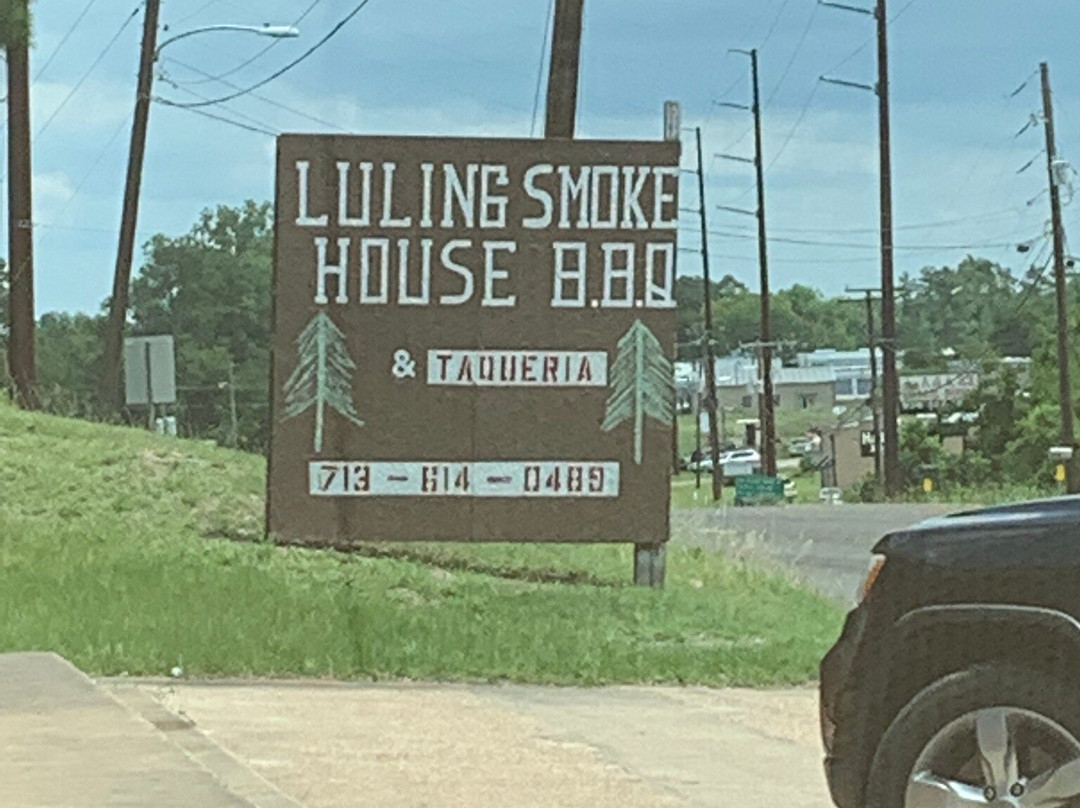 LULING SMOKE
HOUSE B.B.Q
& TAQUERIA
713-614-0489